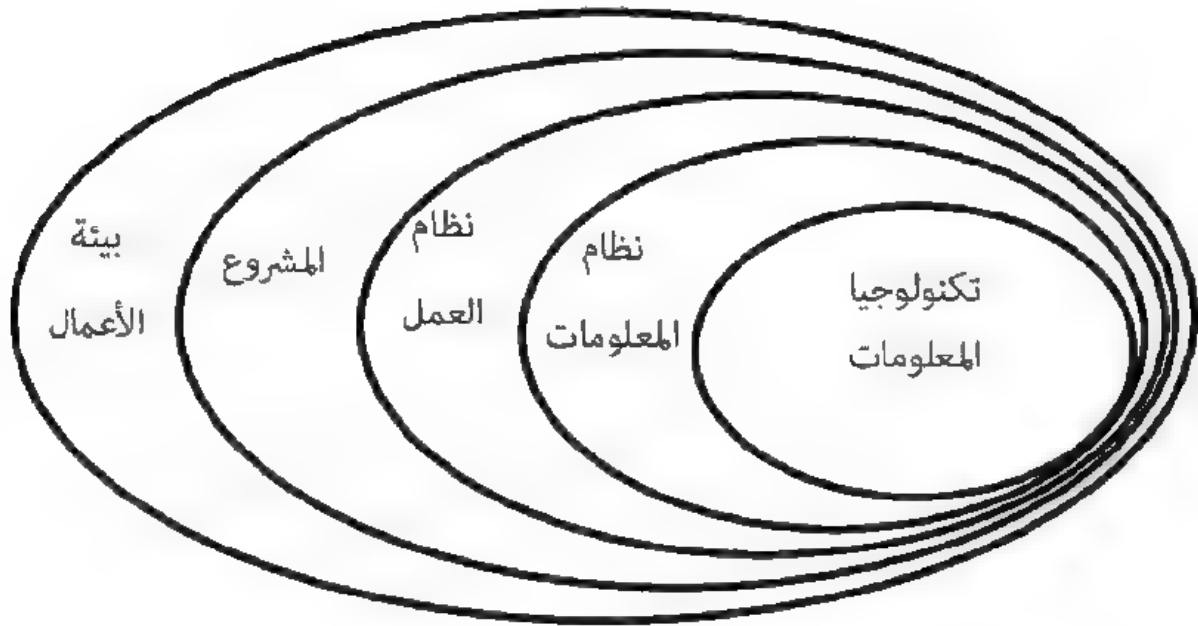 بيئة
الأعمال
المشروع
نظام
العمل
نظام
المعلومات
تكنولوجيا
المعلومات